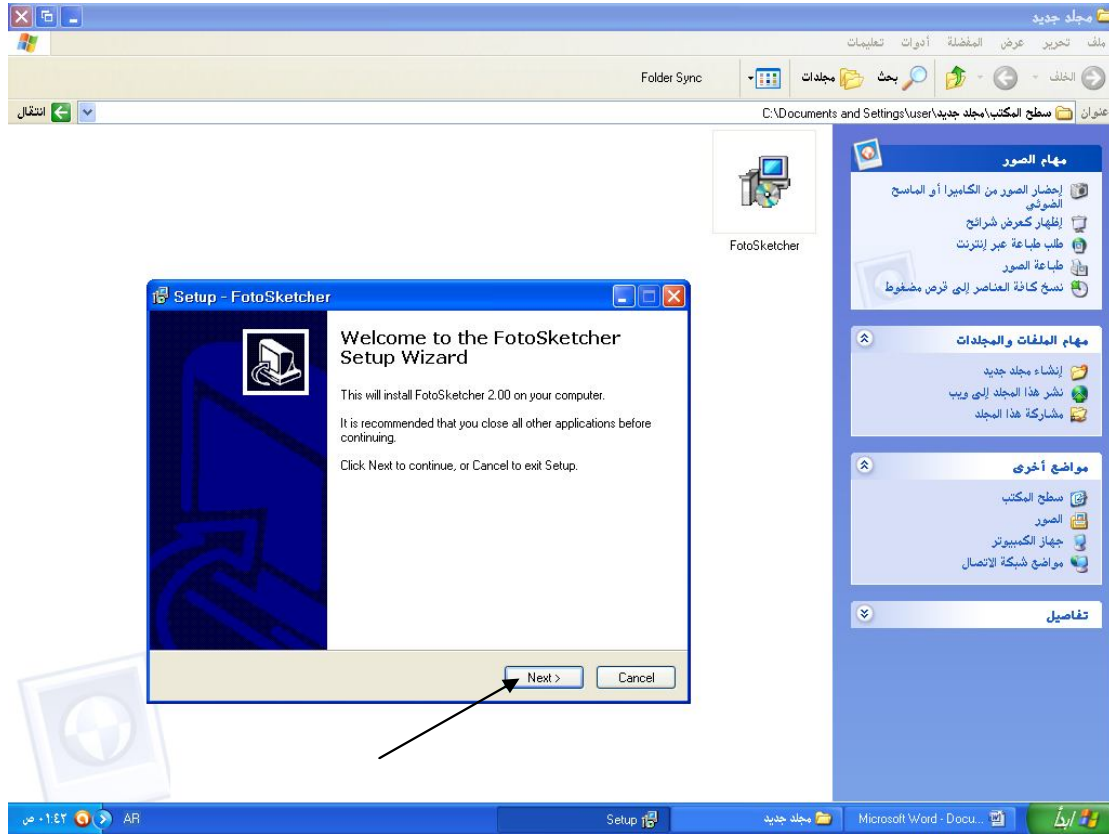 مجلد جديد
ملف تحرير عرض المفضلة أدوات تعليمات
الخلف بحث مجلدات Folder Sync
عنوان C:\Documents and Settings\user\سطح المكتب\مجلد جديد انتقال
مهام الصور
إحضار الصور من الكاميرا أو الماسح
الضوئي
إظهار كعرض شرائح
طلب طباعة عبر إنترنت
طباعة الصور
نسخ كافة العناصر إلى قرص مضغوط
مهام الملفات والمجلدات
إنشاء مجلد جديد
نشر هذا المجلد إلى ويب
مشاركة هذا المجلد
مواضع أخرى
سطح المكتب
الصور
جهاز الكمبيوتر
مواضع شبكة الاتصال
تفاصيل
FotoSketcher
Setup - FotoSketcher
Welcome to the FotoSketcher
Setup Wizard
This will install FotoSketcher 2.00 on your computer.
It is recommended that you close all other applications before
continuing.
Click Next to continue, or Cancel to exit Setup.
Next > Cancel
ابدأ Microsoft Word - Docu... مجلد جديد Setup AR ٠١:٤٢ ص